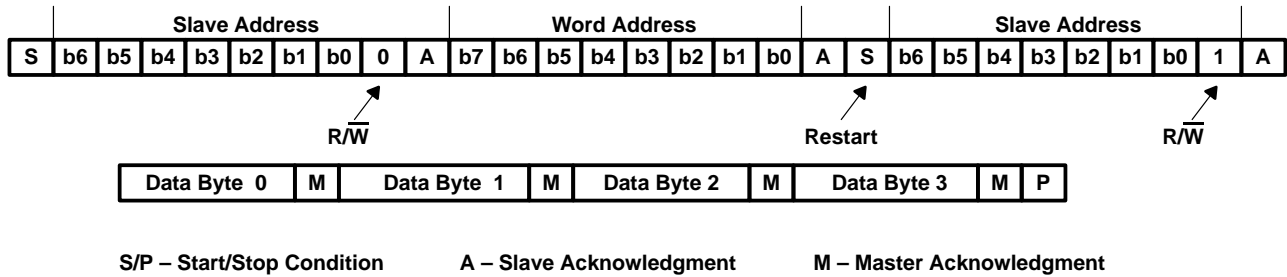 Slave Address Word Address Slave Address
S b6 b5 b4 b3 b2 b1 b0 0 A b7 b6 b5 b4 b3 b2 b1 b0 A S b6 b5 b4 b3 b2 b1 b0 1 A
R/W̅ Restart R/W̅
Data Byte 0 M Data Byte 1 M Data Byte 2 M Data Byte 3 M P
S/P – Start/Stop Condition A – Slave Acknowledgment M – Master Acknowledgment